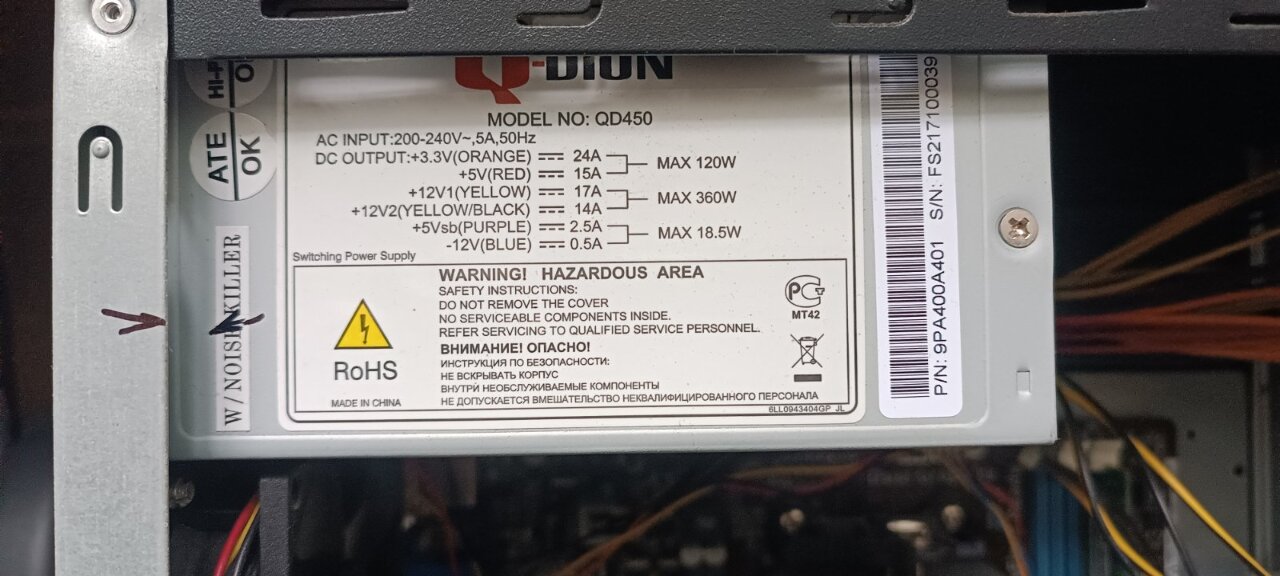 Q-DION
MODEL NO: QD450
AC INPUT:200-240V~,5A,50Hz
DC OUTPUT:+3.3V(ORANGE) 24A MAX 120W
+5V(RED) 15A
+12V1(YELLOW) 17A MAX 360W
+12V2(YELLOW/BLACK) 14A
+5Vsb(PURPLE) 2.5A MAX 18.5W
-12V(BLUE) 0.5A
Switching Power Supply
WARNING! HAZARDOUS AREA
SAFETY INSTRUCTIONS:
DO NOT REMOVE THE COVER
NO SERVICEABLE COMPONENTS INSIDE.
REFER SERVICING TO QUALIFIED SERVICE PERSONNEL.
ВНИМАНИЕ! ОПАСНО!
ИНСТРУКЦИЯ ПО БЕЗОПАСНОСТИ:
НЕ ВСКРЫВАТЬ КОРПУС
ВНУТРИ НЕОБСЛУЖИВАЕМЫЕ КОМПОНЕНТЫ
НЕ ДОПУСКАЕТСЯ ВМЕШАТЕЛЬСТВО НЕКВАЛИФИЦИРОВАННОГО ПЕРСОНАЛА
RoHS
MADE IN CHINA
МТ42
6LL0943404GP JL
ATE
OK
W/NOISE KILLER
P/N: 9PA400A401 S/N: FS217100039